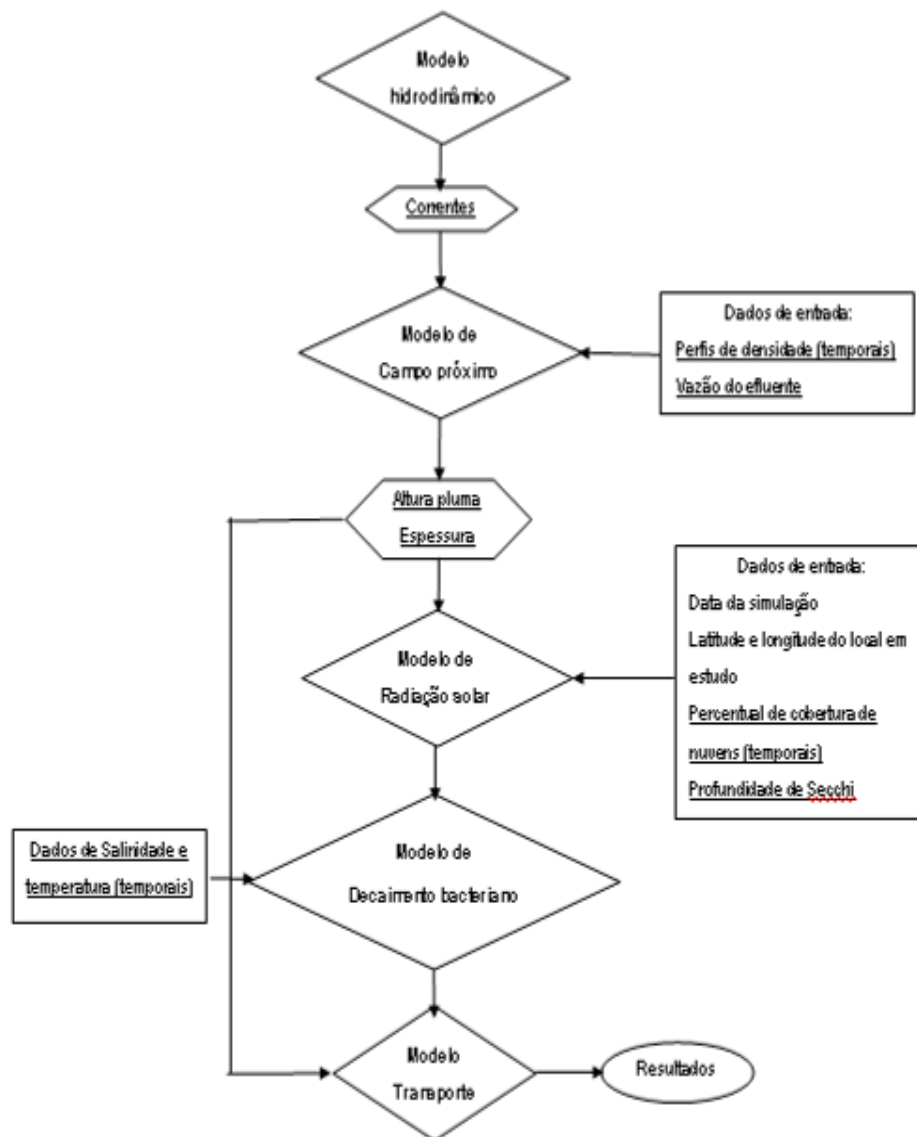 Modelo
hidrodinâmico
Correntes
Dados de entrada:
Modelo de
Perfis de densidade (temporais)
Campo próximo
Vazão do efluente
Altura pluma
Espessura
Dados de entrada:
Data da simulação
Latitude e longitude do local em
Modelo de
estudo
Radiação solar
Percentual de cobertura de
nuvens (temporais)
Profundidade de Secchi
Dados de Salinidade e
temperatura (temporais)
Modelo de
Decaimento bacteriano
Modelo
Transporte
Resultados